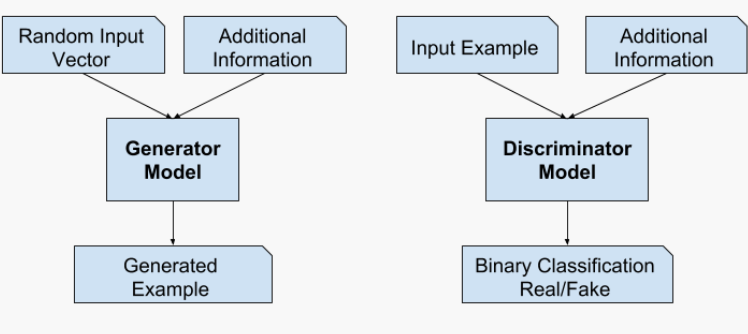 Random Input
Vector
Additional
Information
Input Example
Additional
Information
Generator
Model
Discriminator
Model
Generated
Example
Binary Classification
Real/Fake